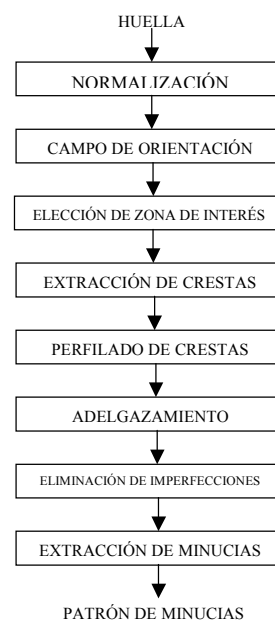 HUELLA
NORMALIZACIÓN
CAMPO DE ORIENTACIÓN
ELECCIÓN DE ZONA DE INTERÉS
EXTRACCIÓN DE CRESTAS
PERFILADO DE CRESTAS
ADELGAZAMIENTO
ELIMINACIÓN DE IMPERFECCIONES
EXTRACCIÓN DE MINUCIAS
PATRÓN DE MINUCIAS